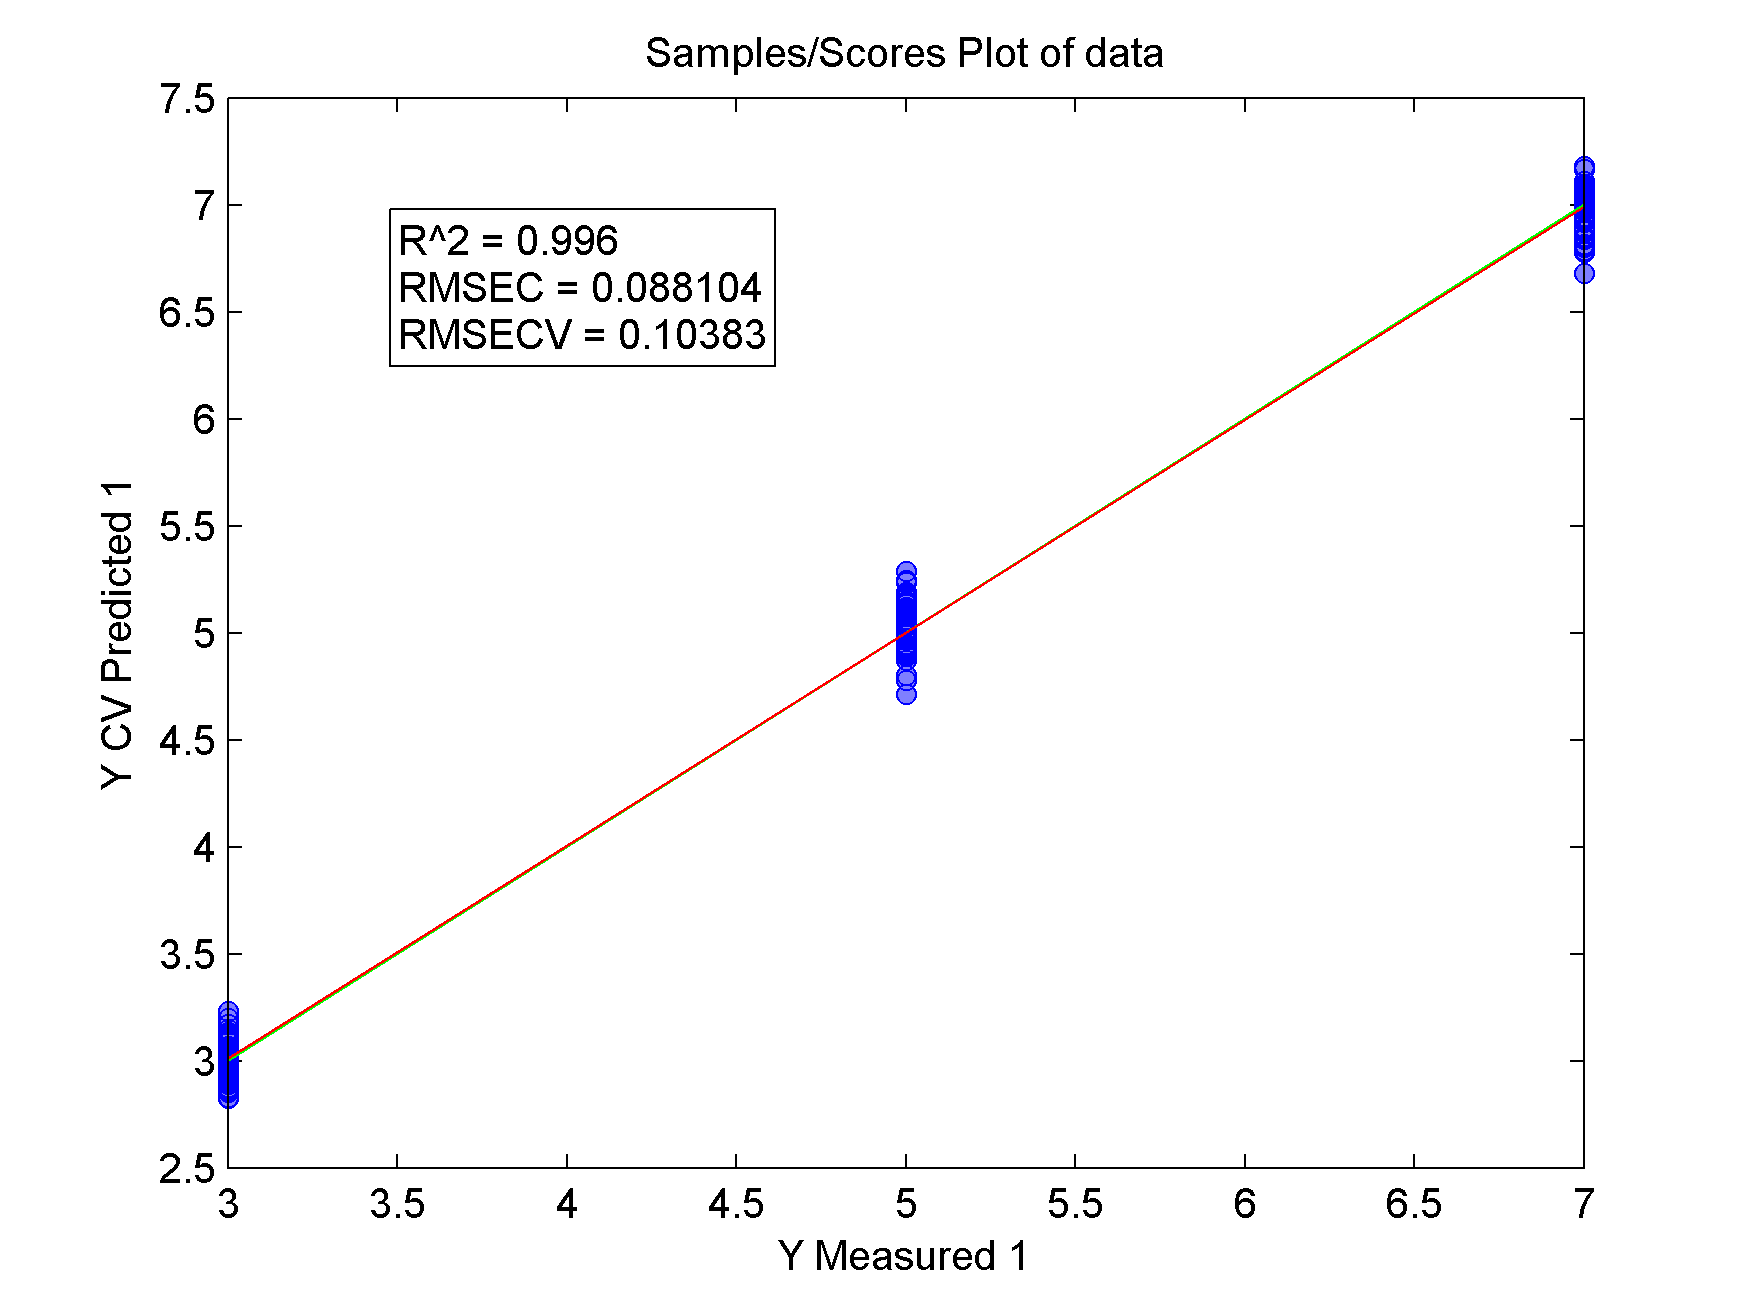 Samples/Scores Plot of data
7.5
7
6.5
6
5.5
5
4.5
4
3.5
3
2.5
R^2 = 0.996
RMSEC = 0.088104
RMSECV = 0.10383
Y CV Predicted 1
3 3.5 4 4.5 5 5.5 6 6.5 7
Y Measured 1